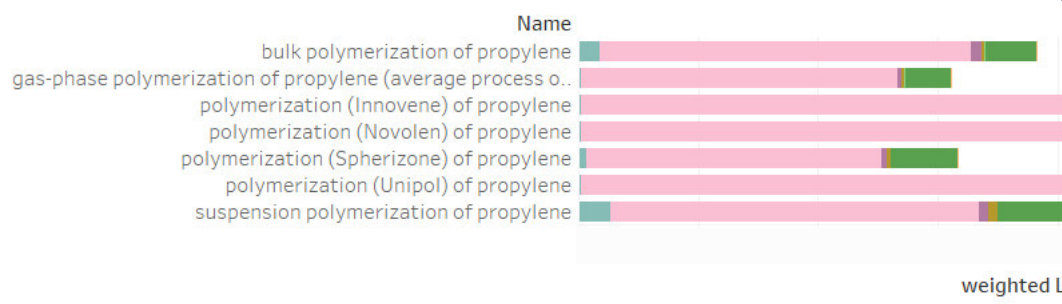 Name
bulk polymerization of propylene
gas-phase polymerization of propylene (average process o..
polymerization (Innovene) of propylene
polymerization (Novolen) of propylene
polymerization (Spherizone) of propylene
polymerization (Unipol) of propylene
suspension polymerization of propylene
weighted L